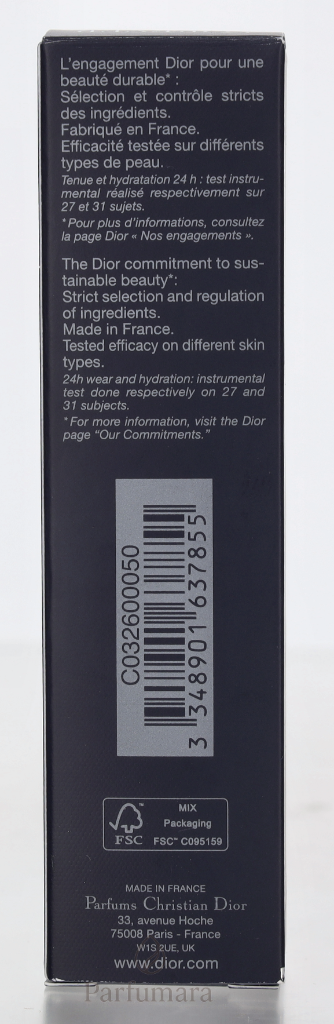 L'engagement Dior pour une
beauté durable* :
Sélection et contrôle stricts
des ingrédients.
Fabriqué en France.
Efficacité testée sur différents
types de peau.
Tenue et hydratation 24 h : test instru-
mental réalisé respectivement sur
27 et 31 sujets.
*Pour plus d'informations, consultez
la page Dior « Nos engagements ».
The Dior commitment to sus-
tainable beauty*:
Strict selection and regulation
of ingredients.
Made in France.
Tested efficacy on different skin
types.
24h wear and hydration: instrumental
test done respectively on 27 and
31 subjects.
*For more information, visit the Dior
page "Our Commitments."
C032600050
3 348901 637855
FSC
MIX
Packaging
FSC™ C095159
MADE IN FRANCE
Parfums Christian Dior
33, avenue Hoche
75008 Paris - France
W1S 2UE, UK
www.dior.com
Parfumara